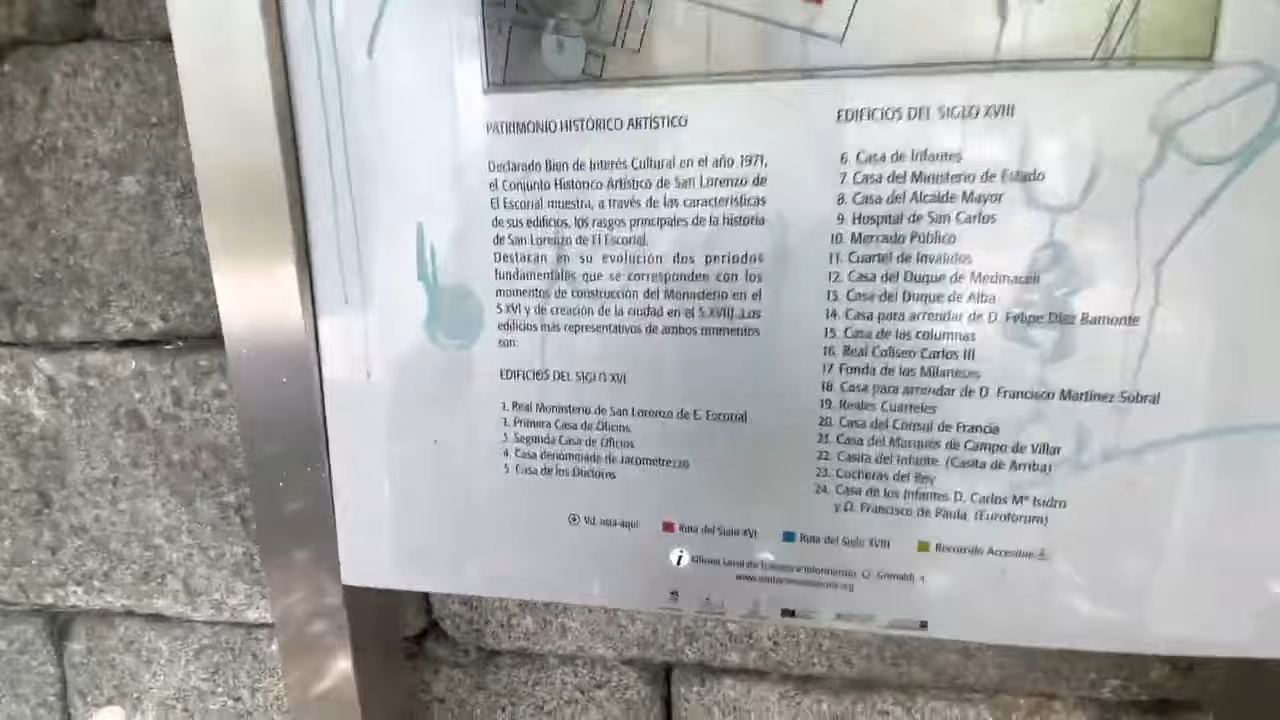 PATRIMONIO HISTÓRICO ARTÍSTICO
Declarado Bien de Interés Cultural en el año 1971,
el Conjunto Histórico Artístico de San Lorenzo de
El Escorial muestra, a través de las características
de sus edificios, los rasgos principales de la historia
de San Lorenzo de El Escorial.
Destacan en su evolución dos periodos
fundamentales que se corresponden con los
momentos de construcción del Monasterio en el
S.XVI y de creación de la ciudad en el S.XVIII. Los
edificios más representativos de ambos momentos
son:
EDIFICIOS DEL SIGLO XVI
1. Real Monasterio de San Lorenzo de El Escorial
2. Primera Casa de Oficios
3. Segunda Casa de Oficios
4. Casa denominada de Jacometrezo
5. Casa de los Doctores
EDIFICIOS DEL SIGLO XVIII
6. Casa de Infantes
7. Casa del Ministerio de Estado
8. Casa del Alcalde Mayor
9. Hospital de San Carlos
10. Mercado Público
11. Cuartel de Inválidos
12. Casa del Duque de Medinaceli
13. Casa del Duque de Alba
14. Casa para arrendar de D. Felipe Díaz Bamonte
15. Casa de las columnas
16. Real Coliseo Carlos III
17. Fonda de los Milaneses
18. Casa para arrendar de D. Francisco Martínez Sobral
19. Reales Cuarteles
20. Casa del Cónsul de Francia
21. Casa del Marqués de Campo de Villar
22. Casita del Infante (Casita de Arriba)
23. Cocheras del Rey
24. Casa de los Infantes D. Carlos Mª Isidro
y D. Francisco de Paula (Euroforum)
Vd. está aquí
Ruta del Siglo XVI
Ruta del Siglo XVIII
Recorrido Accesible
i Oficina Local de Turismo e Información C/ Grimaldi 4